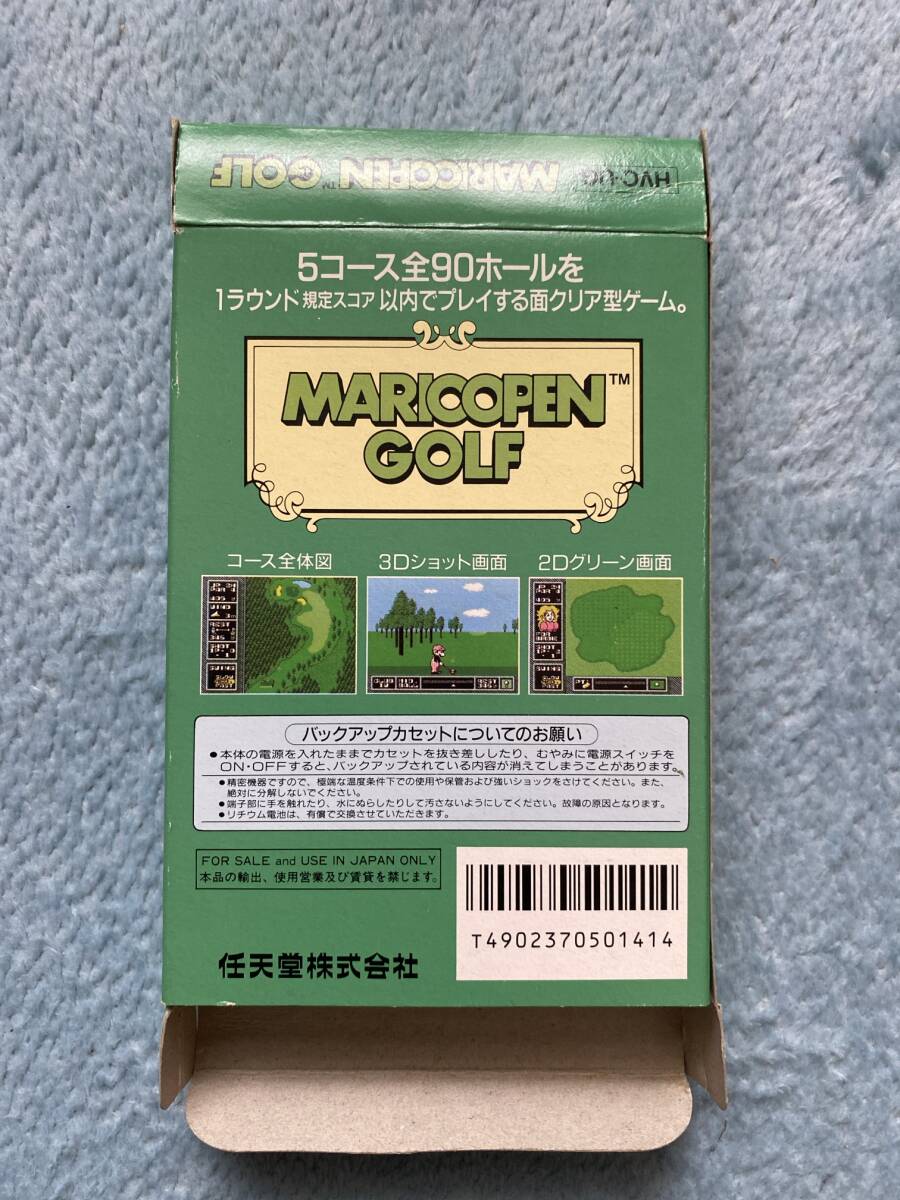 MARIOOPEN™ GOLF
HVC-UG
5コース全90ホールを
1ラウンド規定スコア以内でプレイする面クリア型ゲーム。
MARIOOPEN™
GOLF
コース全体図 3Dショット画面 2Dグリーン画面
バックアップカセットについてのお願い
●本体の電源を入れたままでカセットを抜き差ししたり、むやみに電源スイッチを
ON・OFFすると、バックアップされている内容が消えてしまうことがあります。
●精密機器ですので、極端な温度条件下での使用や保管および強いショックをさけてください。また、
絶対に分解しないでください。
●端子部に手を触れたり、水にぬらしたりして汚さないようにしてください。故障の原因となります。
●リチウム電池は、有償で交換させていただきます。
FOR SALE and USE IN JAPAN ONLY
本品の輸出、使用営業及び賃貸を禁じます。
T4902370501414
任天堂株式会社